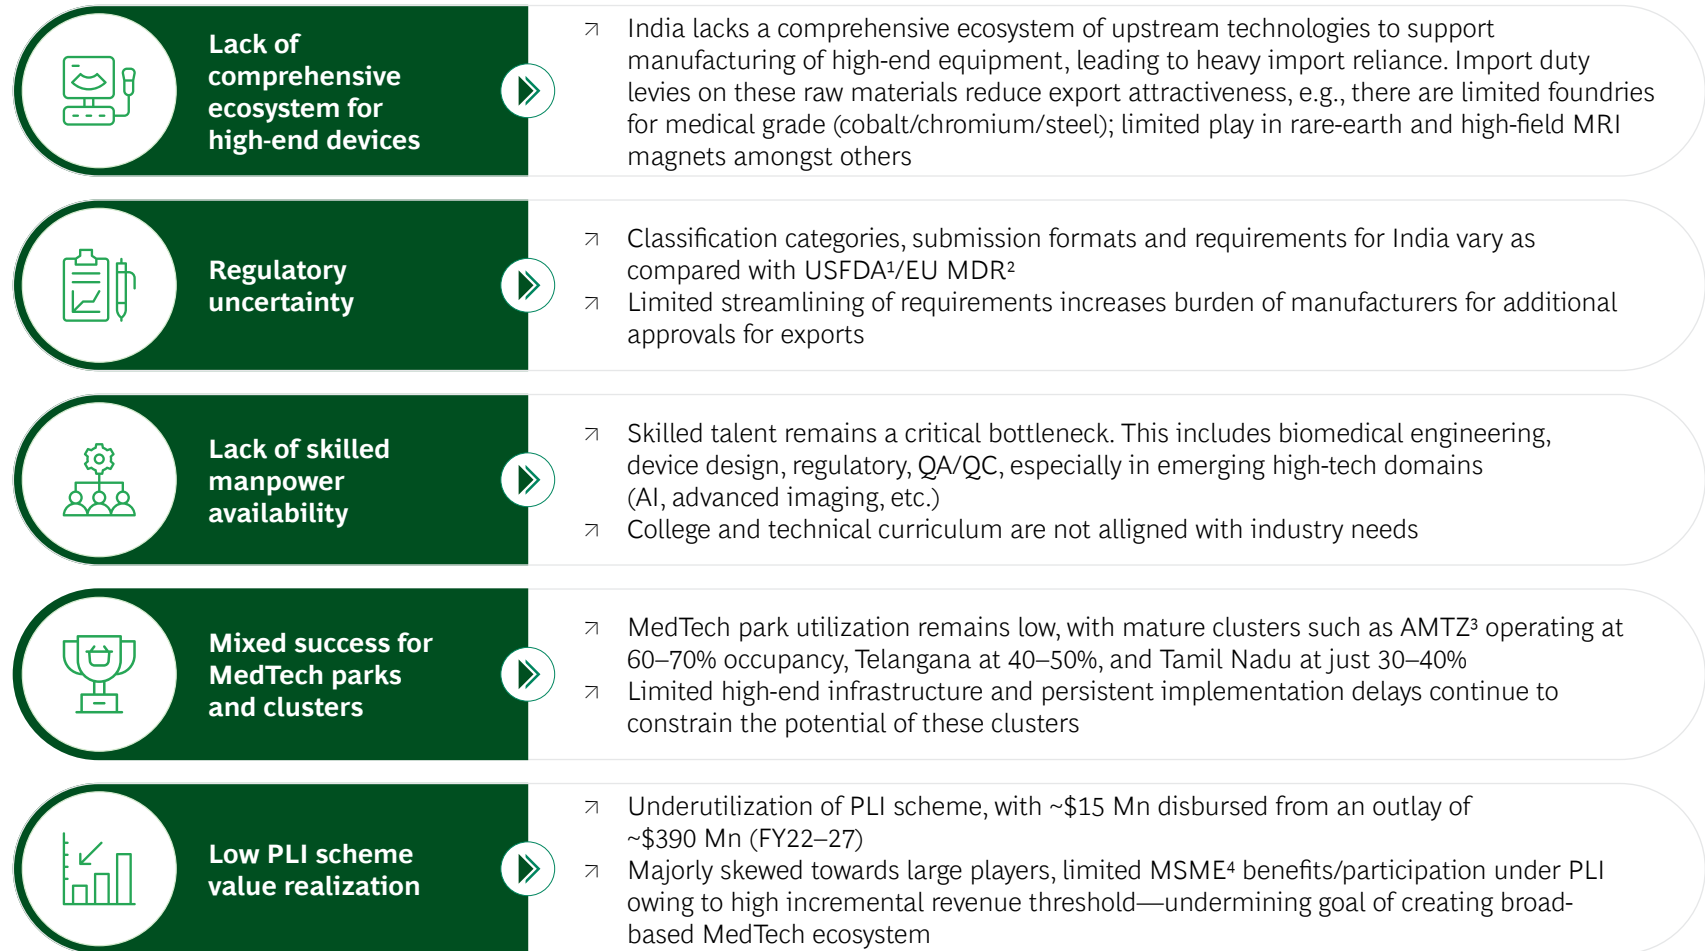 Lack of
comprehensive
ecosystem for
high-end devices
India lacks a comprehensive ecosystem of upstream technologies to support
manufacturing of high-end equipment, leading to heavy import reliance. Import duty
levies on these raw materials reduce export attractiveness, e.g., there are limited foundries
for medical grade (cobalt/chromium/steel); limited play in rare-earth and high-field MRI
magnets amongst others
Regulatory
uncertainty
Classification categories, submission formats and requirements for India vary as
compared with USFDA¹/EU MDR²
Limited streamlining of requirements increases burden of manufacturers for additional
approvals for exports
Lack of skilled
manpower
availability
Skilled talent remains a critical bottleneck. This includes biomedical engineering,
device design, regulatory, QA/QC, especially in emerging high-tech domains
(AI, advanced imaging, etc.)
College and technical curriculum are not alligned with industry needs
Mixed success for
MedTech parks
and clusters
MedTech park utilization remains low, with mature clusters such as AMTZ³ operating at
60–70% occupancy, Telangana at 40–50%, and Tamil Nadu at just 30–40%
Limited high-end infrastructure and persistent implementation delays continue to
constrain the potential of these clusters
Low PLI scheme
value realization
Underutilization of PLI scheme, with ~$15 Mn disbursed from an outlay of
~$390 Mn (FY22–27)
Majorly skewed towards large players, limited MSME⁴ benefits/participation under PLI
owing to high incremental revenue threshold—undermining goal of creating broad-
based MedTech ecosystem